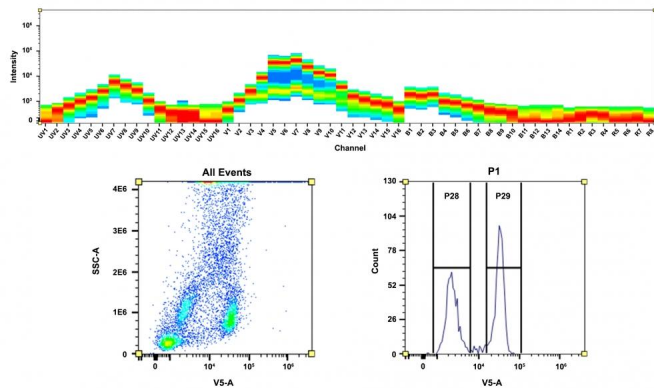 Intensity
10⁶
10⁵
10⁴
10³
0
UV1 UV2 UV3 UV4 UV5 UV6 UV7 UV8 UV9 UV10 UV11 UV12 UV13 UV14 UV15 UV16 V1 V2 V3 V4 V5 V6 V7 V8 V9 V10 V11 V12 V13 V14 V15 V16 B1 B2 B3 B4 B5 B6 B7 B8 B9 B10 B11 B12 B13 B14 R1 R2 R3 R4 R5 R6 R7 R8
Channel
All Events
SSC-A
4E6
3E6
2E6
1E6
0
0 10⁴ 10⁵ 10⁶
V5-A
P1
Count
130
104
78
52
26
0
P28 P29
0 10⁴ 10⁵ 10⁶
V5-A